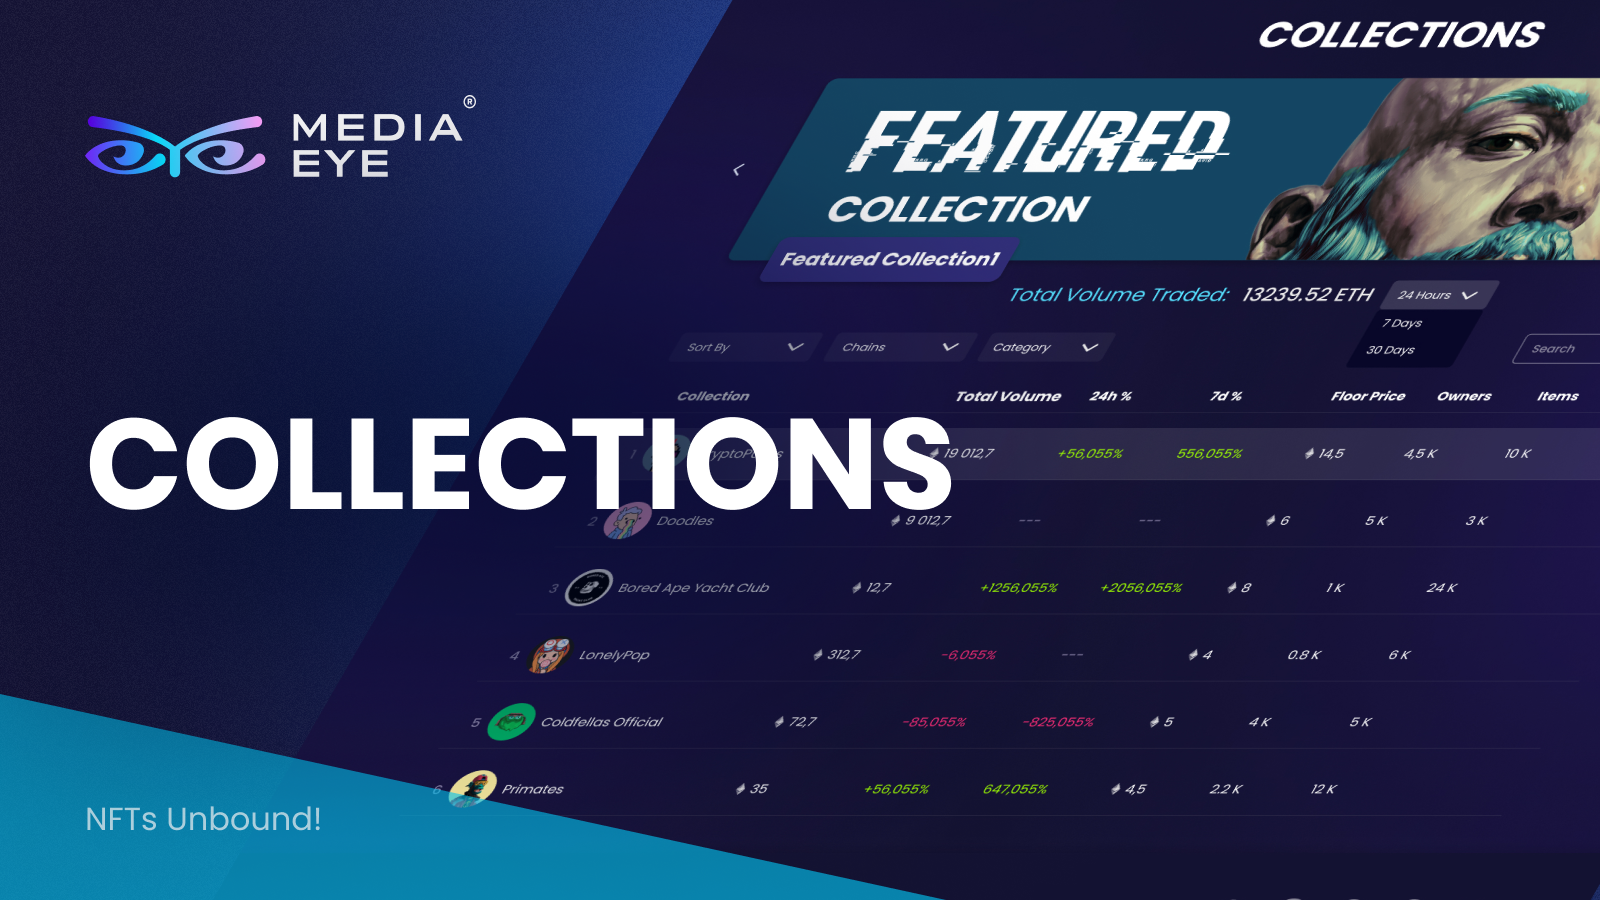 MEDIA
EYE
®
COLLECTIONS
NFTs Unbound!
COLLECTIONS
FEATURED
COLLECTION
Featured Collection1
Total Volume Traded: 13239.52 ETH 24 Hours
7 Days
30 Days
Sort By Chains Category Search
Collection Total Volume 24h % 7d % Floor Price Owners Items
1 19 012,7 +56,055% 556,055% 14,5 4,5 K 10 K
2 Doodles 9 012,7 --- --- 6 5 K 3 K
3 Bored Ape Yacht Club 12,7 +1256,055% +2056,055% 8 1 K 24 K
4 LonelyPop 312,7 -6,055% --- 4 0.8 K 6 K
5 Coldfellas Official 72,7 -85,055% -825,055% 5 4 K 5 K
6 Primates 35 +56,055% 647,055% 4,5 2.2 K 12 K